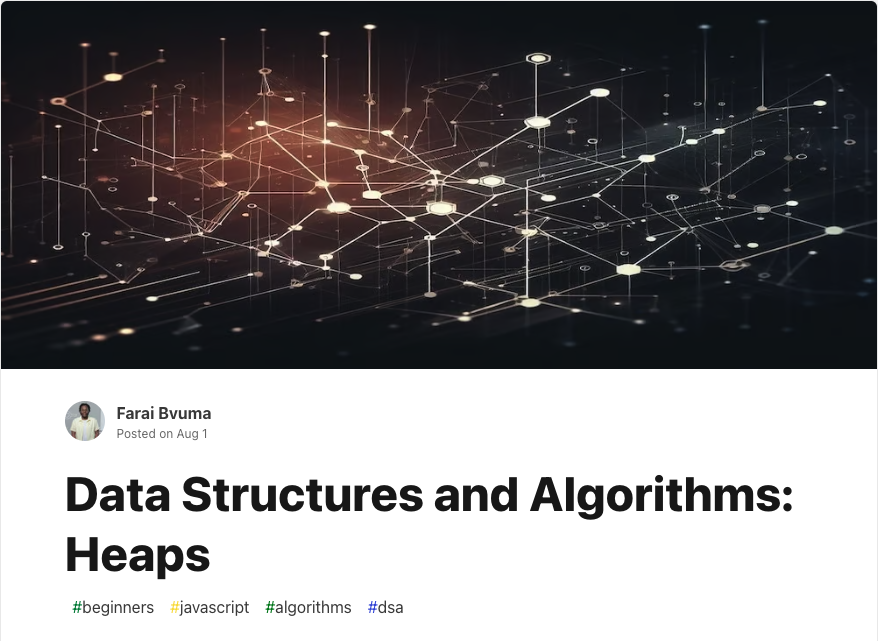 Farai Bvuma
Posted on Aug 1
Data Structures and Algorithms:
Heaps
#beginners #javascript #algorithms #dsa